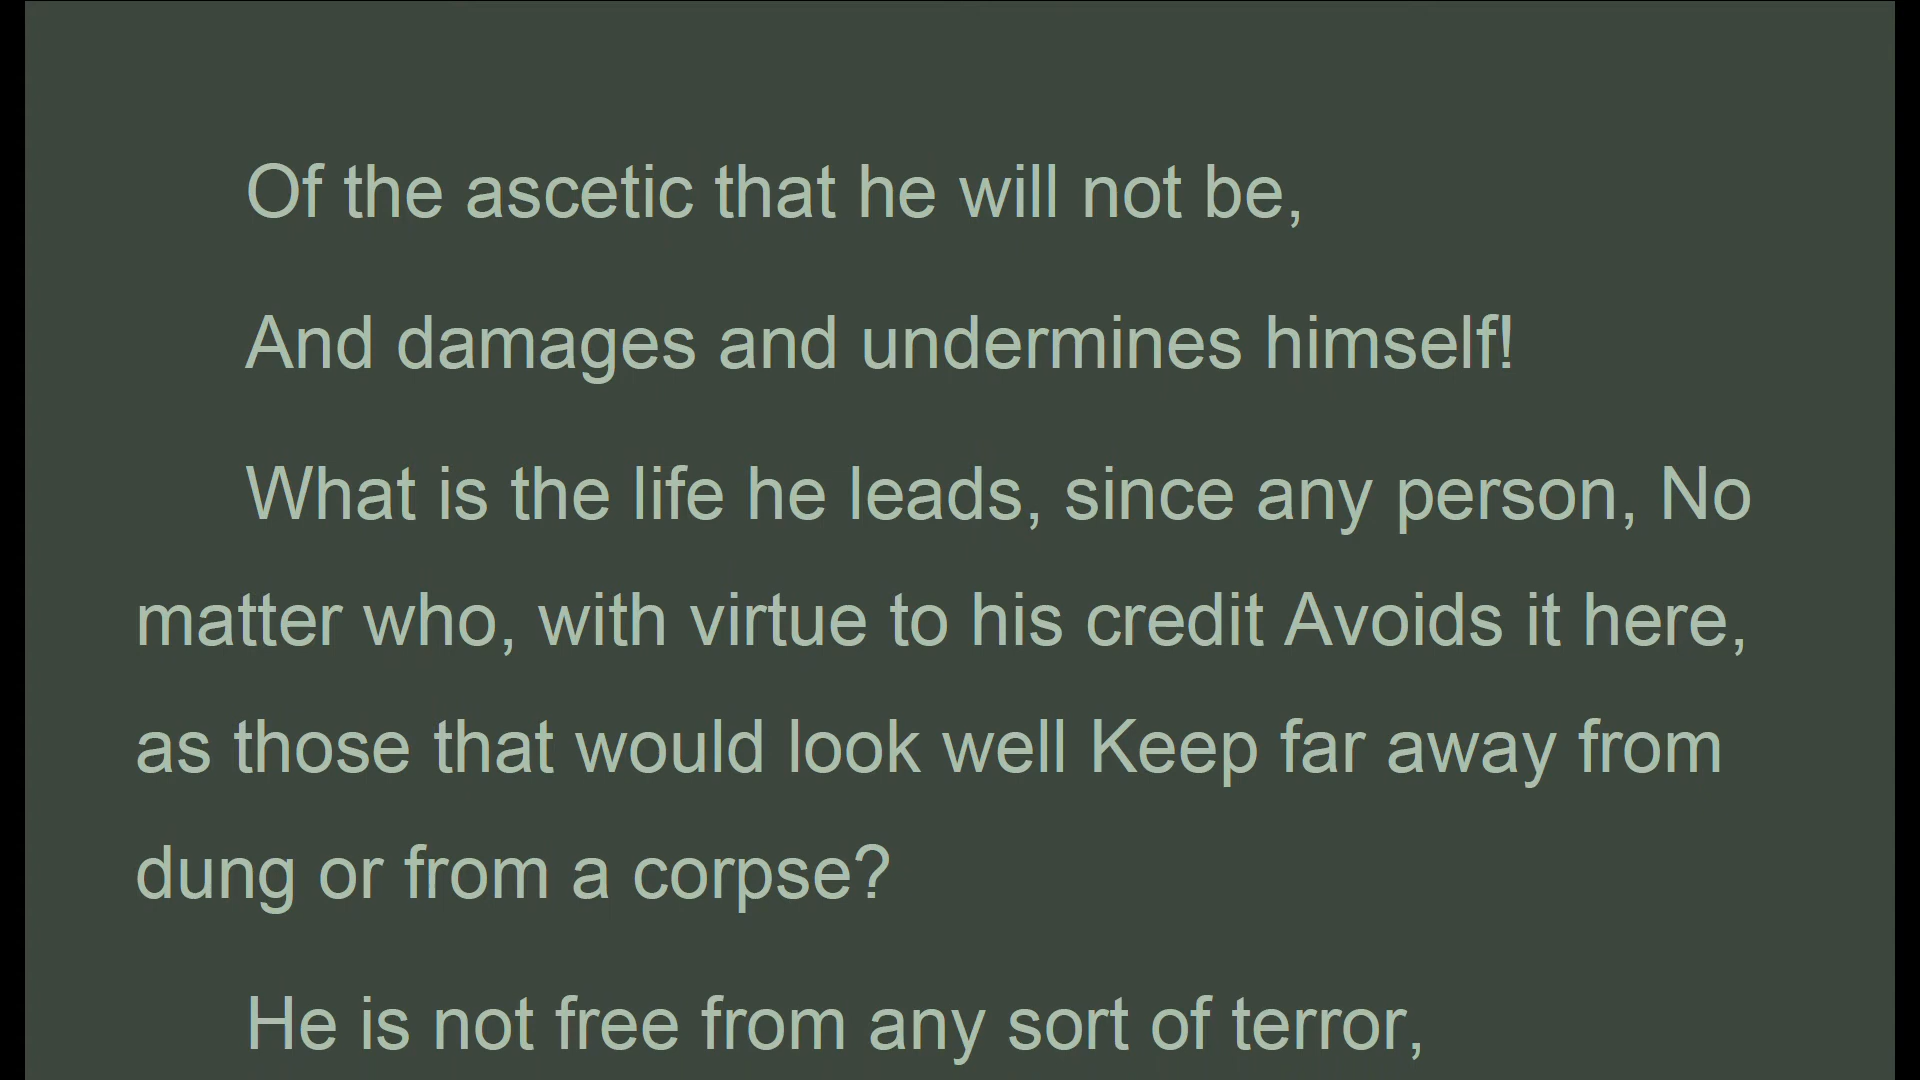 Of the ascetic that he will not be,
And damages and undermines himself!
What is the life he leads, since any person, No
matter who, with virtue to his credit Avoids it here,
as those that would look well Keep far away from
dung or from a corpse?
He is not free from any sort of terror,